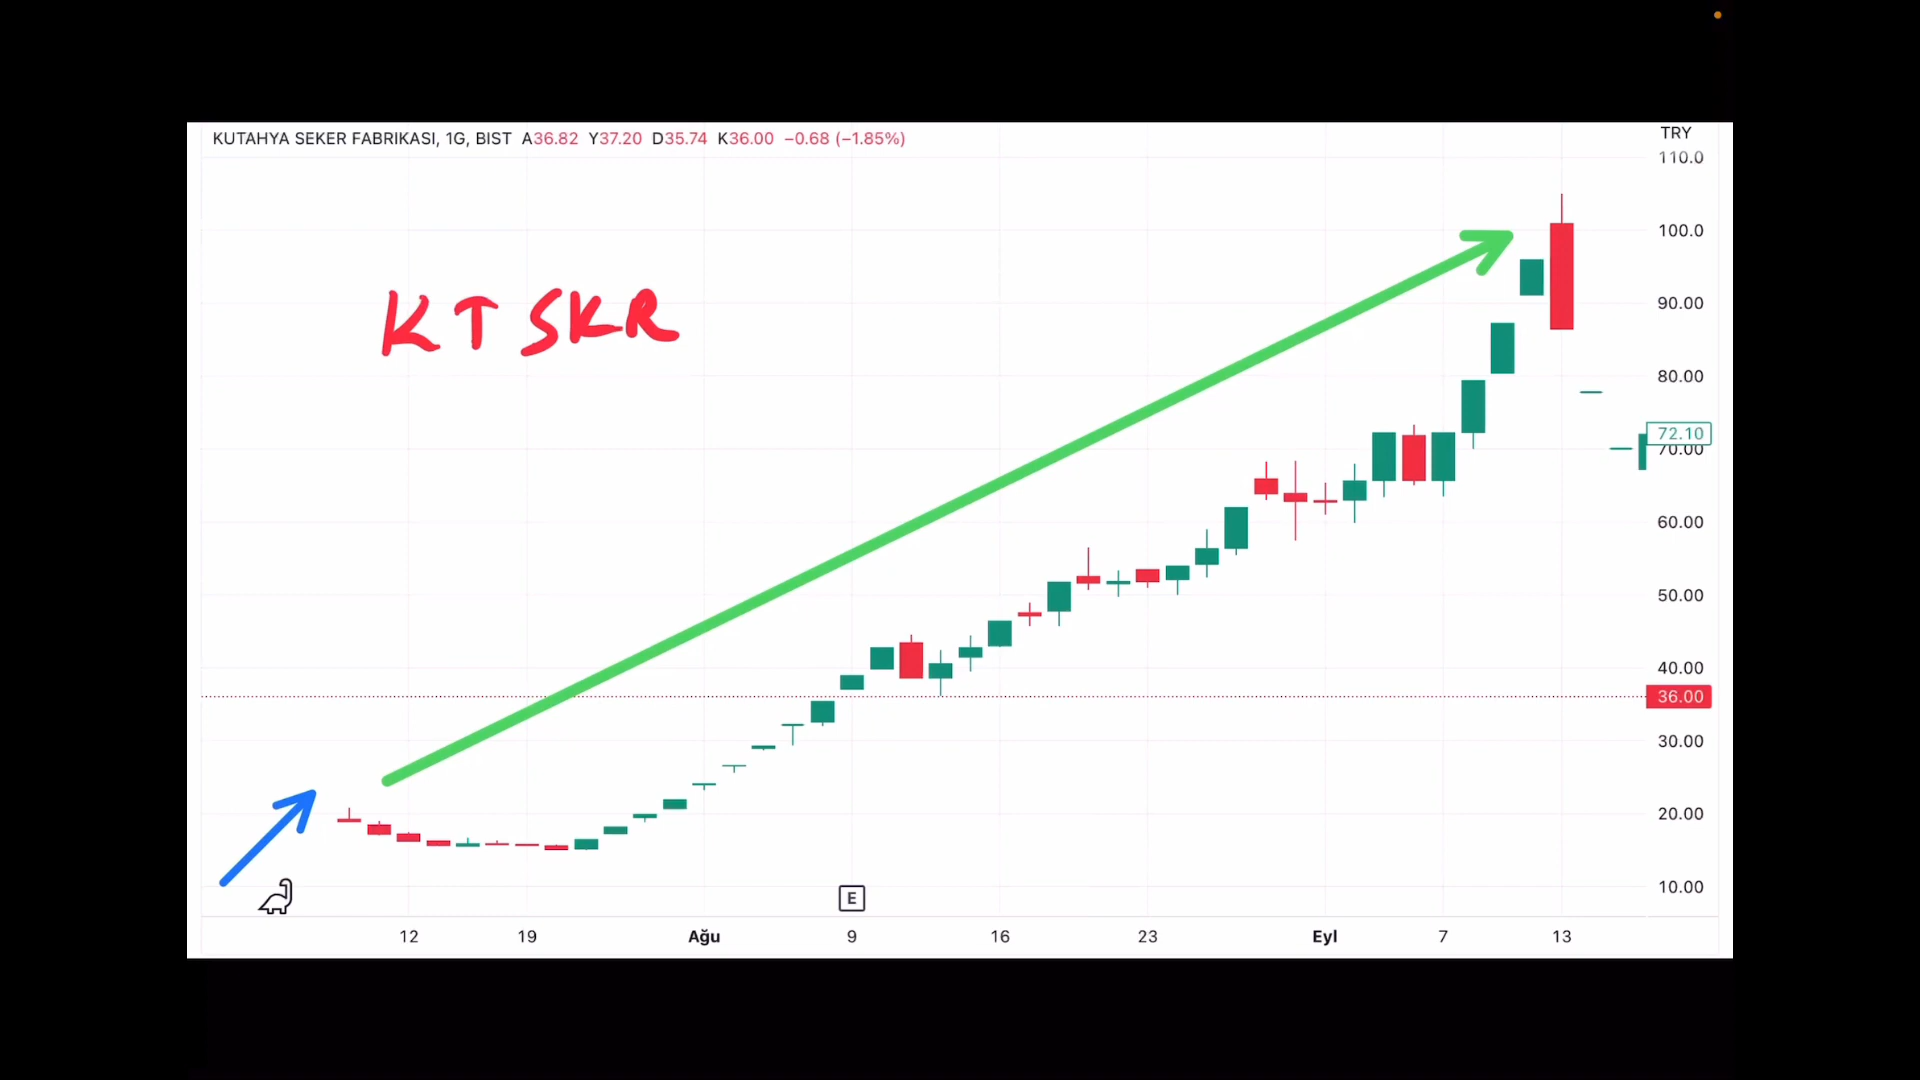 KUTAHYA SEKER FABRIKASI, 1G, BIST A36.82 Y37.20 D35.74 K36.00 −0.68 (−1.85%)
TRY
110.0
100.0
90.00
80.00
72.10
70.00
60.00
50.00
40.00
36.00
30.00
20.00
10.00
KTSKR
E
12 19 Ağu 9 16 23 Eyl 7 13